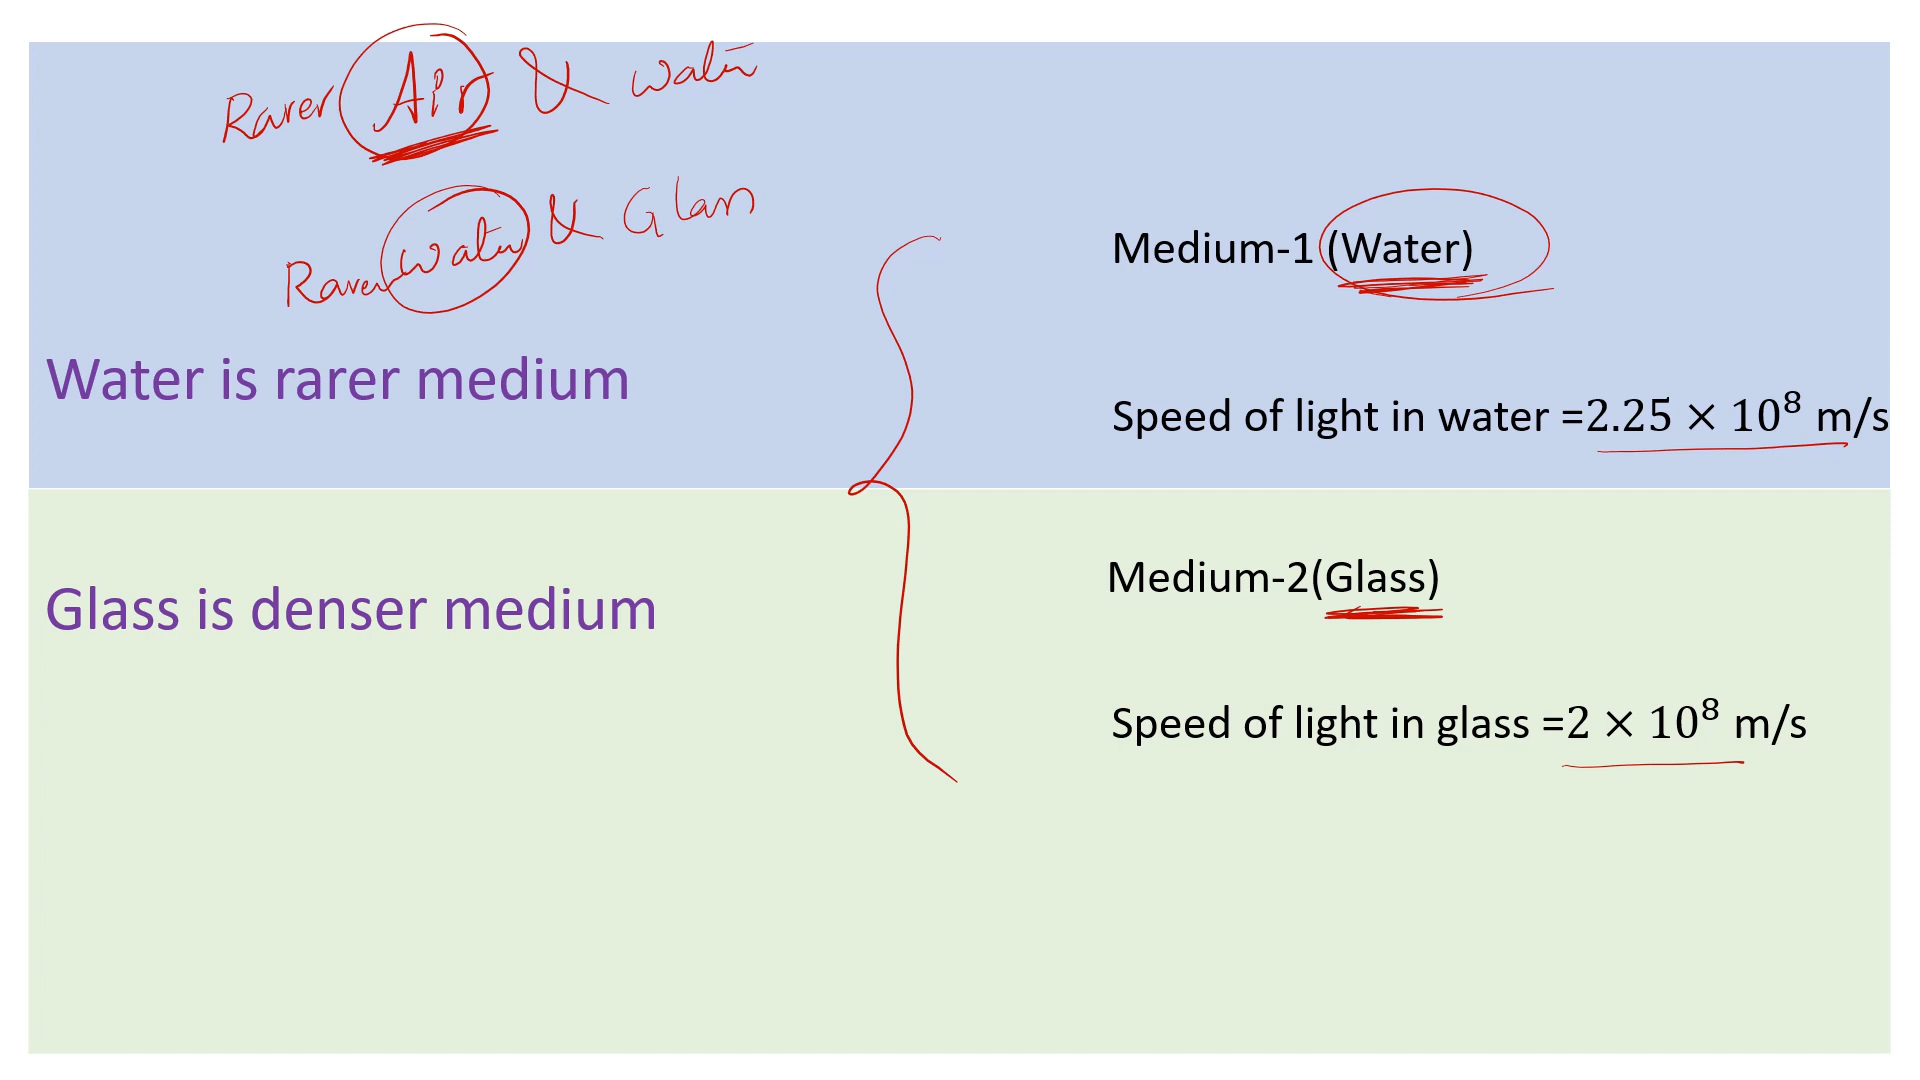 Rarer Air & water
Rarer water & Glass
Medium-1 (Water)
Water is rarer medium
Speed of light in water =2.25 × 10⁸ m/s
Medium-2(Glass)
Glass is denser medium
Speed of light in glass =2 × 10⁸ m/s